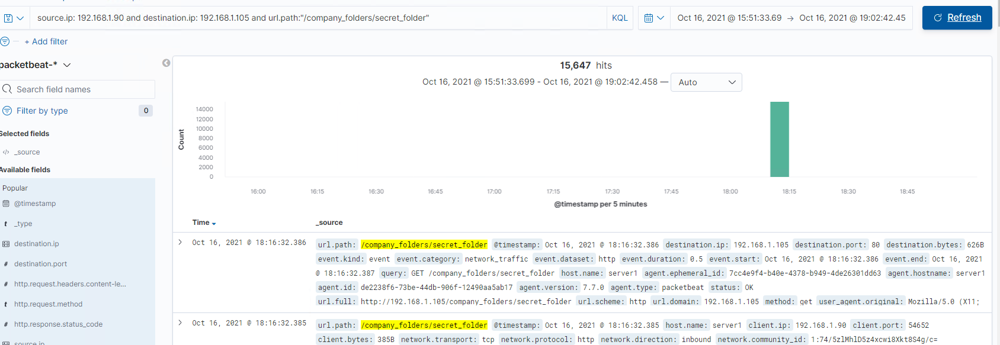 source.ip: 192.168.1.90 and destination.ip: 192.168.1.105 and url.path:"/company_folders/secret_folder"
KQL
Oct 16, 2021 @ 15:51:33.69 → Oct 16, 2021 @ 19:02:42.45
Refresh
+ Add filter
packetbeat-*
Search field names
Filter by type 0
Selected fields
_source
Available fields
Popular
@timestamp
_type
destination.ip
destination.port
http.request.headers.content-le...
http.request.method
http.response.status_code
source.ip
15,647 hits
Oct 16, 2021 @ 15:51:33.699 - Oct 16, 2021 @ 19:02:42.458 — Auto
Count
14000
12000
10000
8000
6000
4000
2000
0
16:00 16:15 16:30 16:45 17:00 17:15 17:30 17:45 18:00 18:15 18:30 18:45
@timestamp per 5 minutes
Time _source
Oct 16, 2021 @ 18:16:32.386 url.path: /company_folders/secret_folder @timestamp: Oct 16, 2021 @ 18:16:32.386 destination.ip: 192.168.1.105 destination.port: 80 destination.bytes: 626B
event.kind: event event.category: network_traffic event.dataset: http event.duration: 0.5 event.start: Oct 16, 2021 @ 18:16:32.386 event.end: Oct 16, 2021
@ 18:16:32.387 query: GET /company_folders/secret_folder host.name: server1 agent.ephemeral_id: 7cc4e9f4-b40e-4378-b949-4de26301dd63 agent.hostname: server1
agent.id: de2238f6-73be-44db-906f-12490aa5ab17 agent.version: 7.7.0 agent.type: packetbeat status: OK
url.full: http://192.168.1.105/company_folders/secret_folder url.scheme: http url.domain: 192.168.1.105 method: get user_agent.original: Mozilla/5.0 (X11;
Oct 16, 2021 @ 18:16:32.385 url.path: /company_folders/secret_folder @timestamp: Oct 16, 2021 @ 18:16:32.385 host.name: server1 client.ip: 192.168.1.90 client.port: 54652
client.bytes: 385B network.transport: tcp network.protocol: http network.direction: inbound network.community_id: 1:74/5zlMhlD5z4xcwi8Xkt8S4g/c=